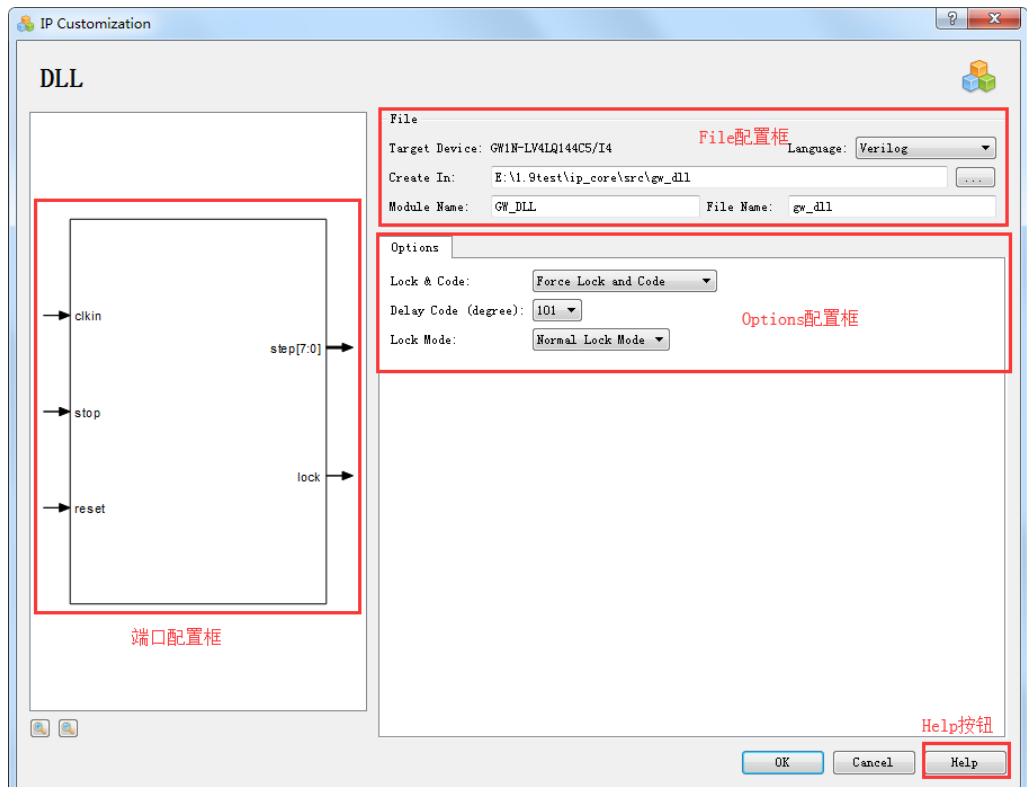 IP Customization
DLL
File
File配置框
Target Device: GW1N-LV4LQ144C5/I4
Language: Verilog
Create In: E:\1.9test\ip_core\src\gw_dll ...
Module Name: GW_DLL
File Name: gw_dll
Options
Lock & Code: Force Lock and Code
Delay Code (degree): 101
Options配置框
Lock Mode: Normal Lock Mode
clkin
step[7:0]
stop
lock
reset
端口配置框
Help按钮
OK Cancel Help